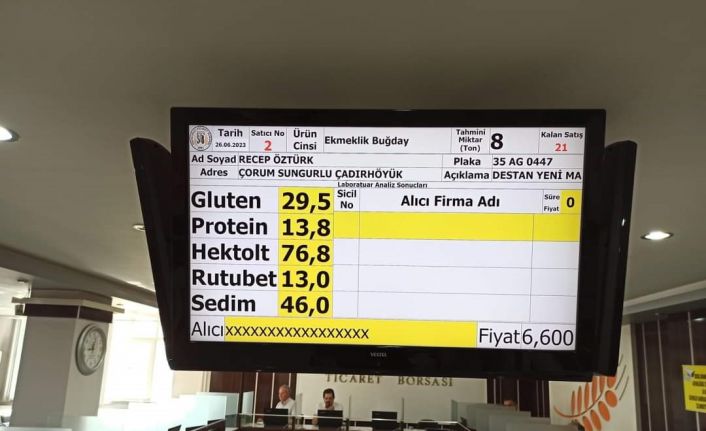 Tarih 26.06.2023 Satıcı No 2 Ürün Cinsi Ekmeklik Buğday Tahmini Miktar (Ton) 8 Kalan Satış 21
Ad Soyad RECEP ÖZTÜRK Plaka 35 AG 0447
Adres ÇORUM SUNGURLU ÇADIRHÖYÜK Açıklama DESTAN YENİ MA
Laboratuar Analiz Sonuçları
Gluten 29,5 Sicil No Alıcı Firma Adı Süre Fiyat 0
Protein 13,8
Hektolt 76,8
Rutubet 13,0
Sedim 46,0
Alıcı xxxxxxxxxxxxxxxxx Fiyat 6,600
VESTEL
TİCARET BORSASI